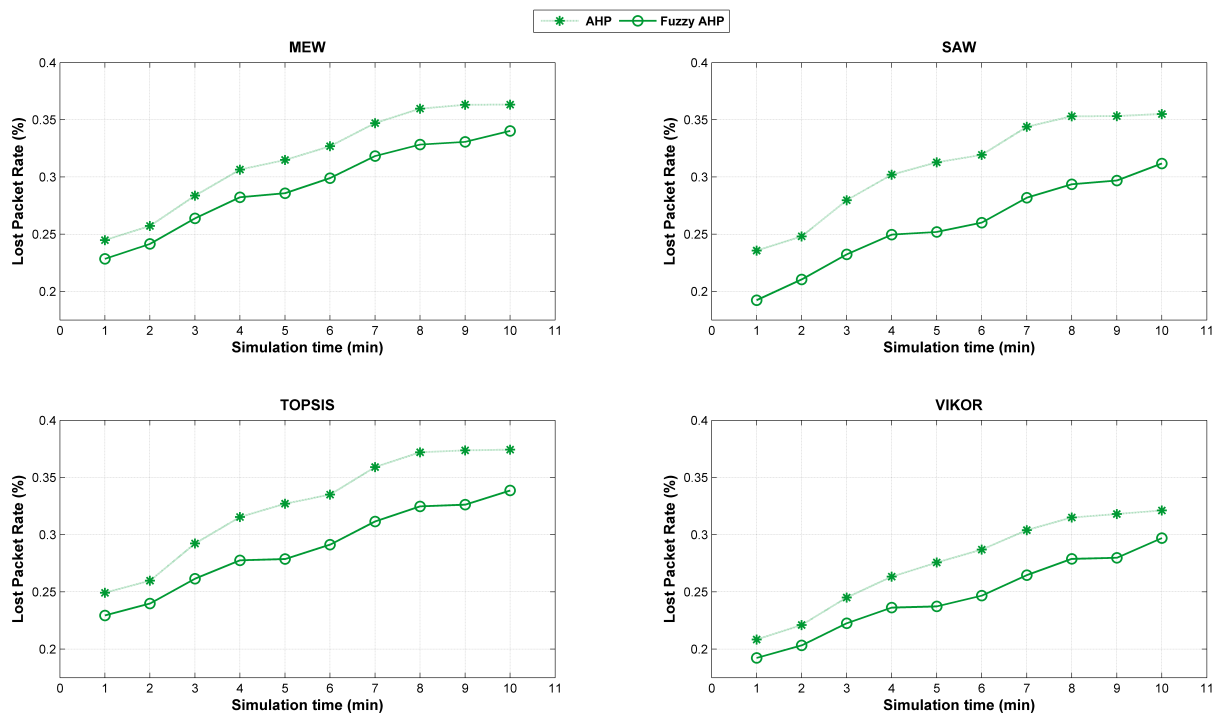 AHP Fuzzy AHP
MEW
0.4
0.35
0.3
0.25
0.2
Lost Packet Rate (%)
0 1 2 3 4 5 6 7 8 9 10 11
Simulation time (min)
SAW
0.4
0.35
0.3
0.25
0.2
Lost Packet Rate (%)
0 1 2 3 4 5 6 7 8 9 10 11
Simulation time (min)
TOPSIS
0.4
0.35
0.3
0.25
0.2
Lost Packet Rate (%)
0 1 2 3 4 5 6 7 8 9 10 11
Simulation time (min)
VIKOR
0.4
0.35
0.3
0.25
0.2
Lost Packet Rate (%)
0 1 2 3 4 5 6 7 8 9 10 11
Simulation time (min)